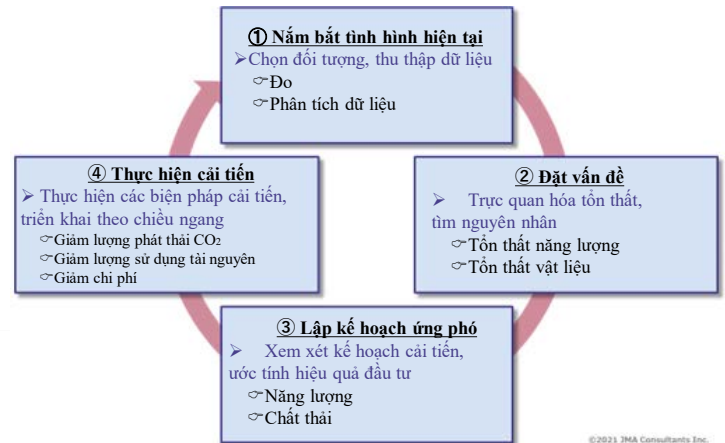 ① Nắm bắt tình hình hiện tại
➢Chọn đối tượng, thu thập dữ liệu
☞Đo
☞Phân tích dữ liệu
② Đặt vấn đề
➢ Trực quan hóa tổn thất,
tìm nguyên nhân
☞Tổn thất năng lượng
☞Tổn thất vật liệu
③ Lập kế hoạch ứng phó
➢ Xem xét kế hoạch cải tiến,
ước tính hiệu quả đầu tư
☞Năng lượng
☞Chất thải
④ Thực hiện cải tiến
➢ Thực hiện các biện pháp cải tiến,
triển khai theo chiều ngang
☞Giảm lượng phát thải CO2
☞Giảm lượng sử dụng tài nguyên
☞Giảm chi phí
©2021 JMA Consultants Inc.